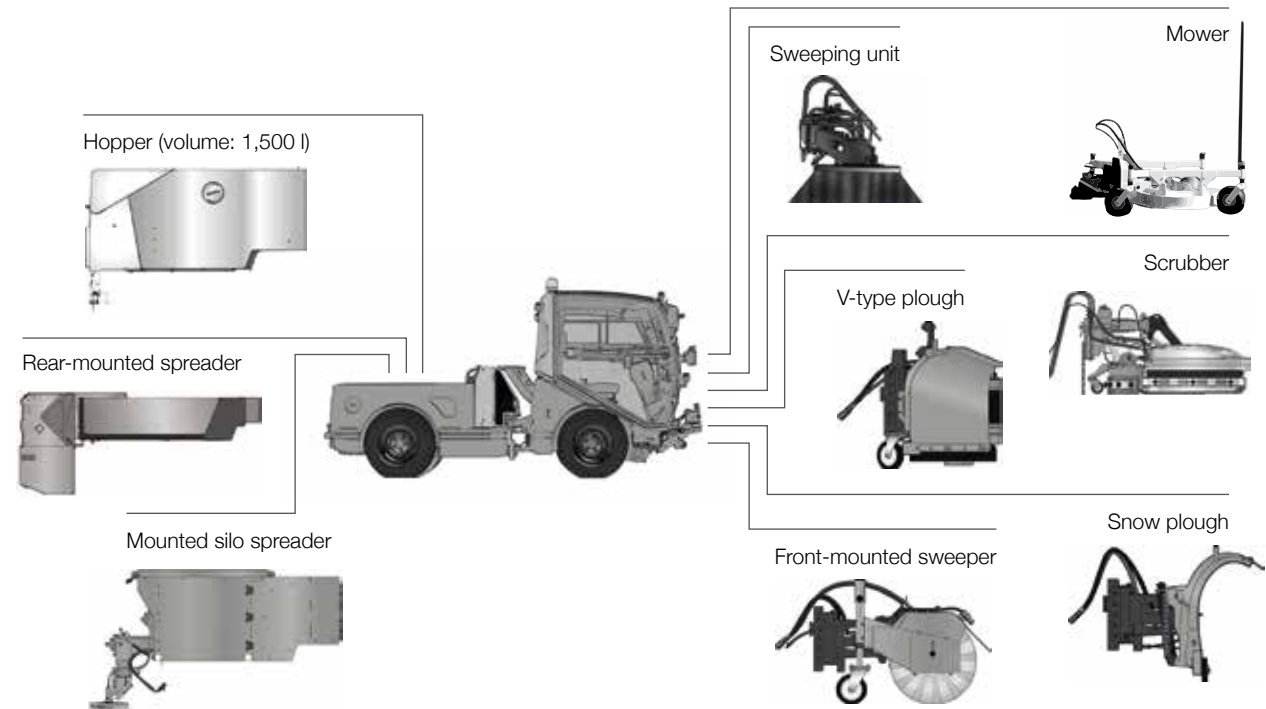 Mower
Sweeping unit
Hopper (volume: 1,500 l)
Scrubber
V-type plough
Rear-mounted spreader
Snow plough
Mounted silo spreader
Front-mounted sweeper